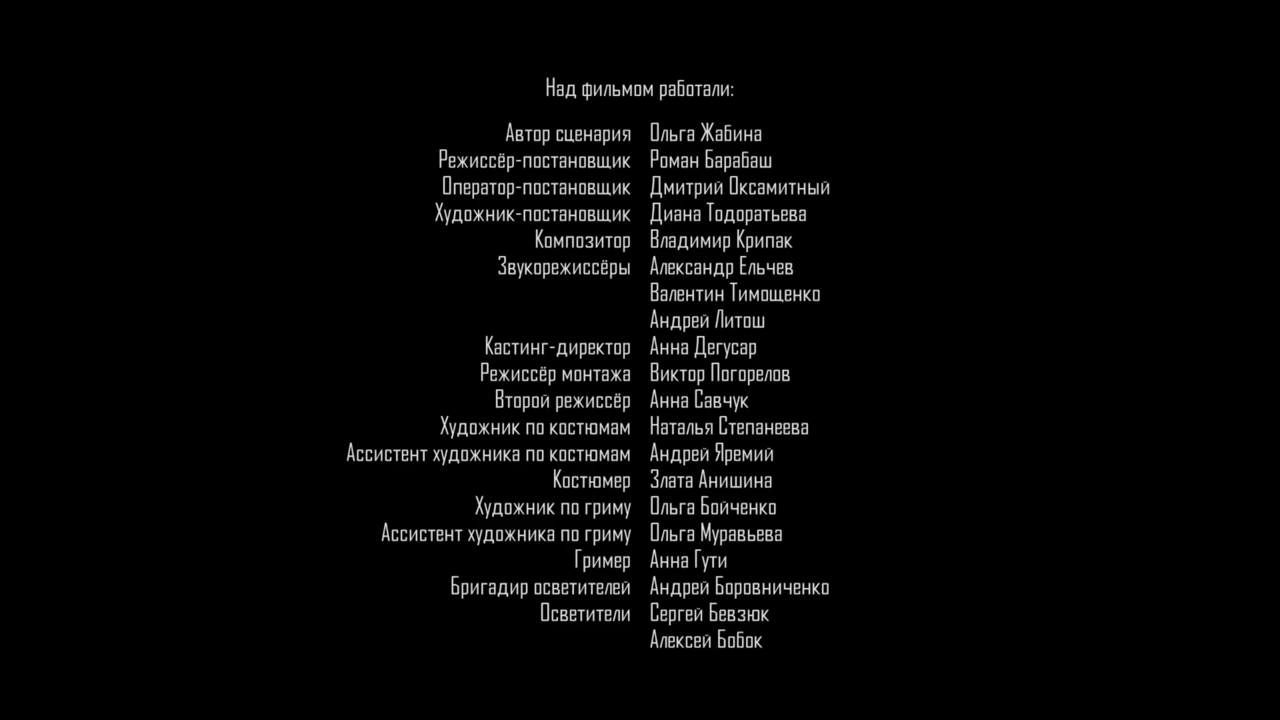 Над фильмом работали:
Автор сценария Ольга Жабина
Режиссёр-постановщик Роман Барабаш
Оператор-постановщик Дмитрий Оксамитный
Художник-постановщик Диана Тодоратьева
Композитор Владимир Крипак
Звукорежиссёры Александр Ельчев
Валентин Тимощенко
Андрей Литош
Кастинг-директор Анна Дегусар
Режиссёр монтажа Виктор Погорелов
Второй режиссёр Анна Савчук
Художник по костюмам Наталья Степанеева
Ассистент художника по костюмам Андрей Яремий
Костюмер Злата Анишина
Художник по гриму Ольга Бойченко
Ассистент художника по гриму Ольга Муравьева
Гример Анна Гути
Бригадир осветителей Андрей Боровниченко
Осветители Сергей Бевзюк
Алексей Бобок